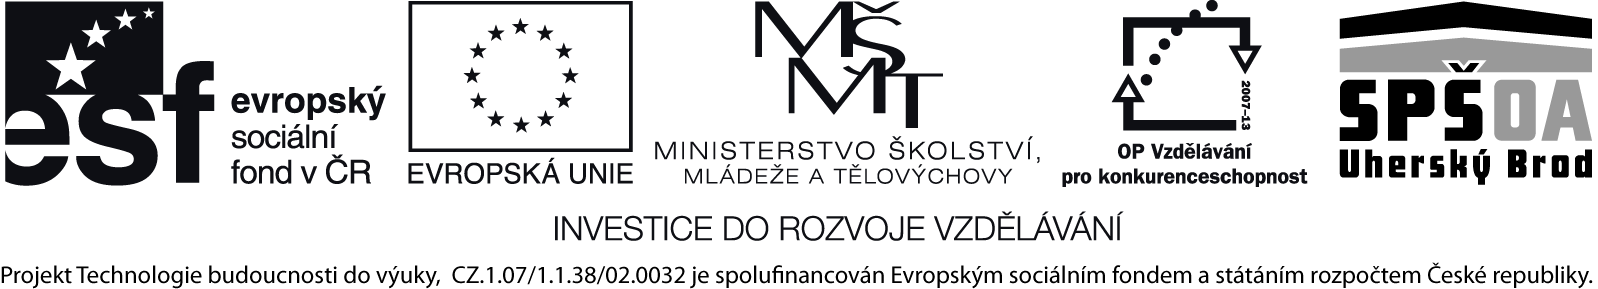 esf
evropský
sociální
fond v ČR
EVROPSKÁ UNIE
MŠMT
MINISTERSTVO ŠKOLSTVÍ,
MLÁDEŽE A TĚLOVÝCHOVY
2007-13
OP Vzdělávání
pro konkurenceschopnost
SPŠOA
Uherský Brod
INVESTICE DO ROZVOJE VZDĚLÁVÁNÍ
Projekt Technologie budoucnosti do výuky, CZ.1.07/1.1.38/02.0032 je spolufinancován Evropským sociálním fondem a státáním rozpočtem České republiky.